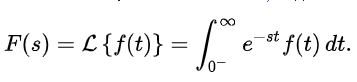 F(s) = ℒ {f(t)} = ∫_{0^-}^{∞} e^{-st} f(t) dt.